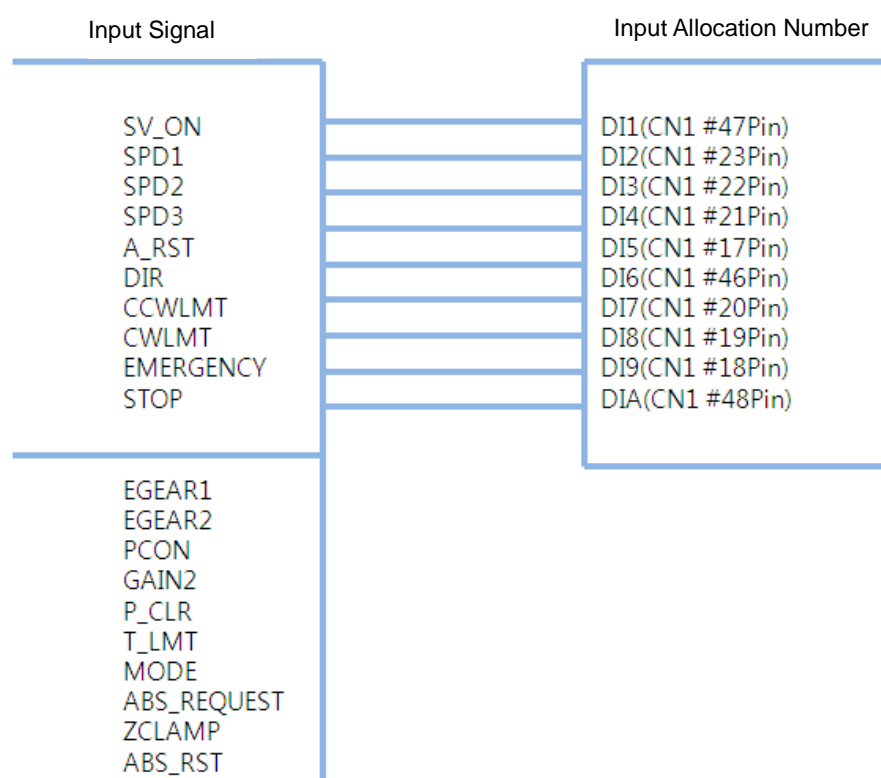 Input Signal
Input Allocation Number
SV_ON
DI1(CN1 #47Pin)
SPD1
DI2(CN1 #23Pin)
SPD2
DI3(CN1 #22Pin)
SPD3
DI4(CN1 #21Pin)
A_RST
DI5(CN1 #17Pin)
DIR
DI6(CN1 #46Pin)
CCWLMT
DI7(CN1 #20Pin)
CWLMT
DI8(CN1 #19Pin)
EMERGENCY
DI9(CN1 #18Pin)
STOP
DIA(CN1 #48Pin)
EGEAR1
EGEAR2
PCON
GAIN2
P_CLR
T_LMT
MODE
ABS_REQUEST
ZCLAMP
ABS_RST